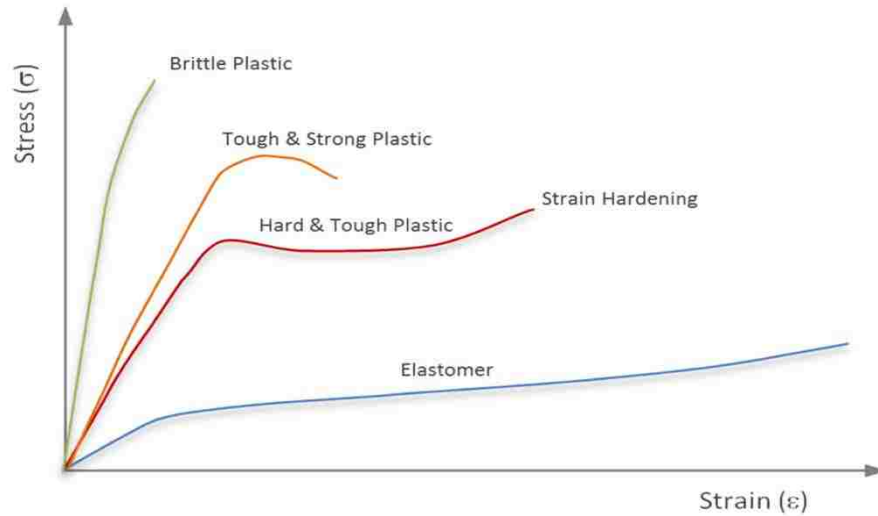 Stress (σ)
Brittle Plastic
Tough & Strong Plastic
Strain Hardening
Hard & Tough Plastic
Elastomer
Strain (ε)